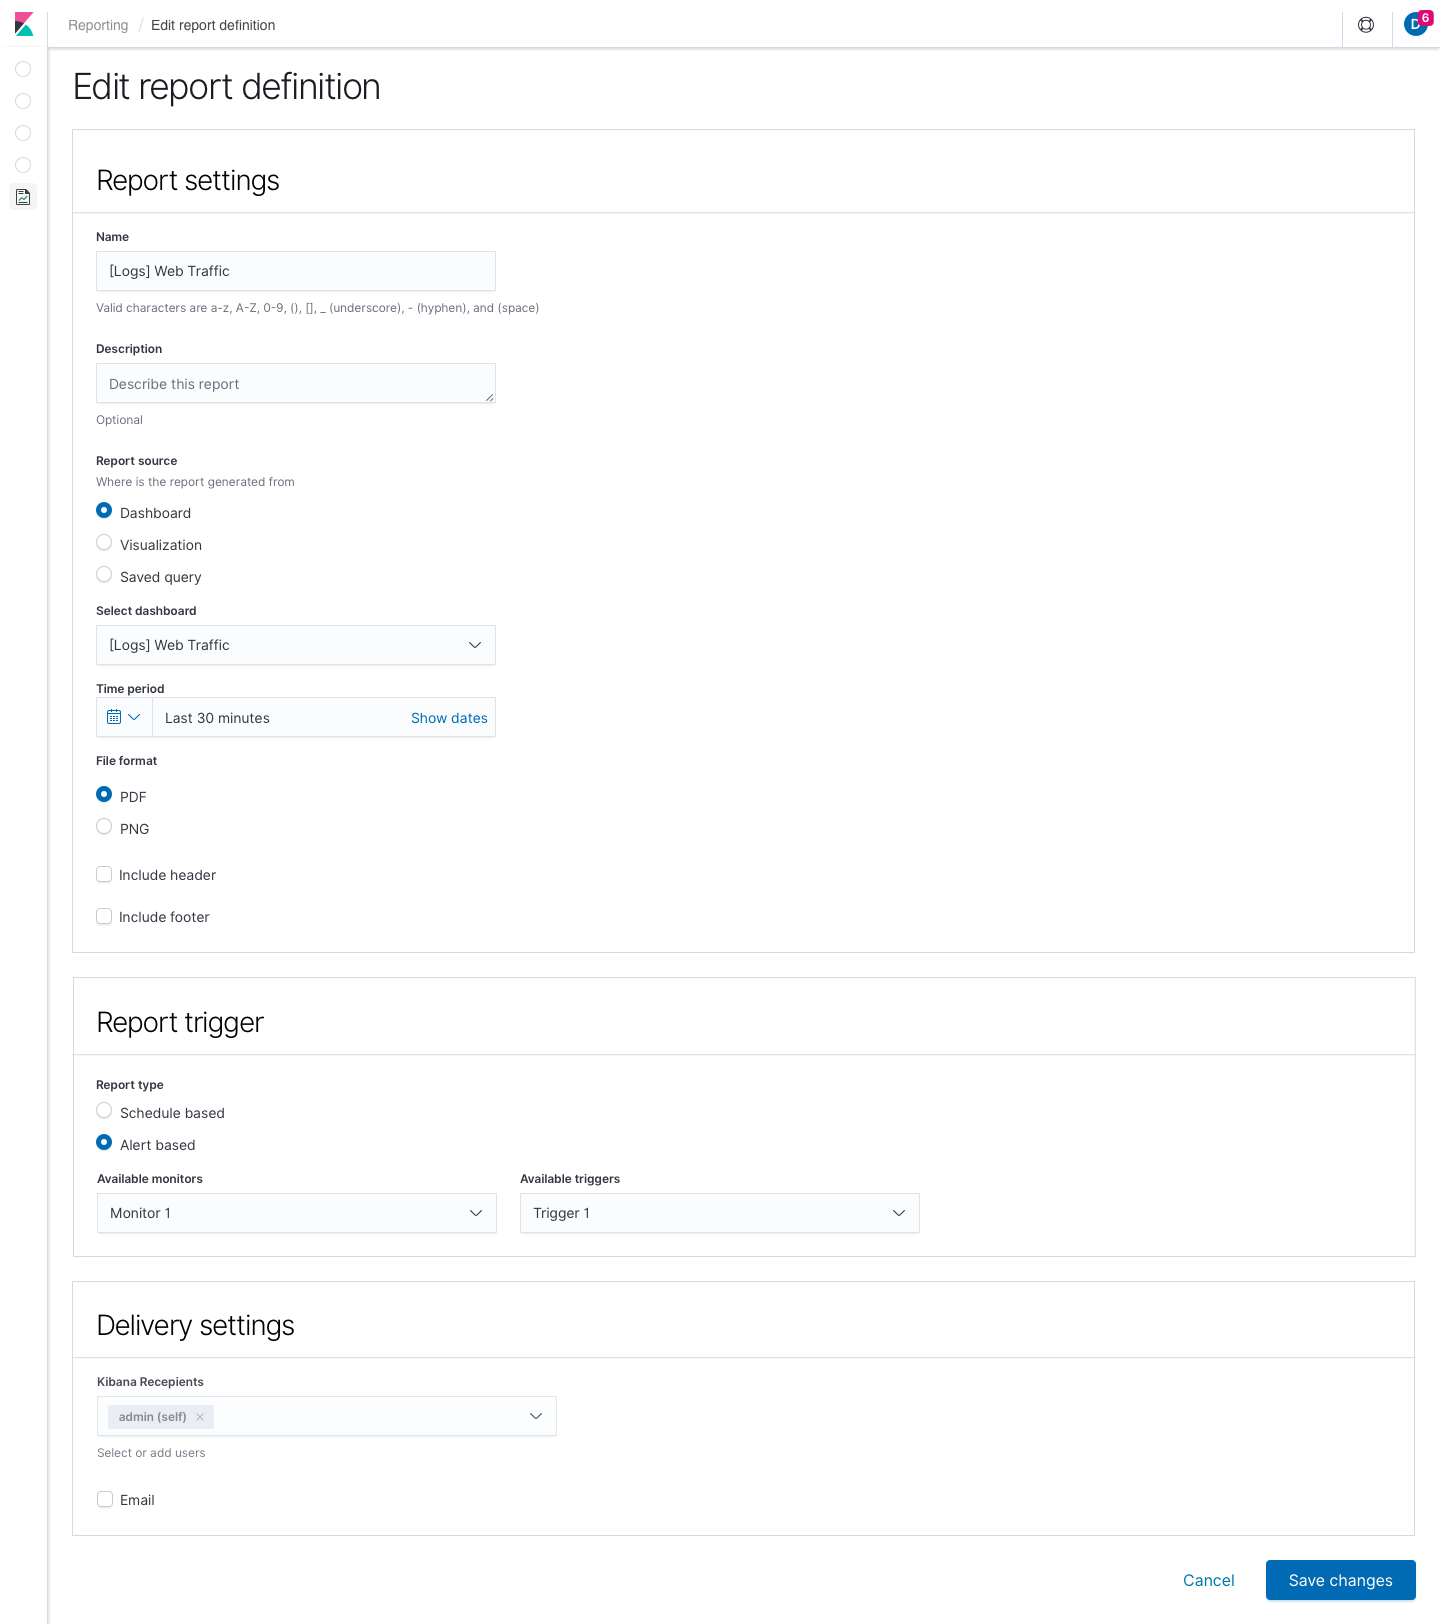 Reporting / Edit report definition
D 6
Edit report definition
Report settings
Name
[Logs] Web Traffic
Valid characters are a-z, A-Z, 0-9, (), [], _ (underscore), - (hyphen), and (space)
Description
Describe this report
Optional
Report source
Where is the report generated from
Dashboard
Visualization
Saved query
Select dashboard
[Logs] Web Traffic
Time period
Last 30 minutes Show dates
File format
PDF
PNG
Include header
Include footer
Report trigger
Report type
Schedule based
Alert based
Available monitors Available triggers
Monitor 1 Trigger 1
Delivery settings
Kibana Recepients
admin (self)
Select or add users
Email
Cancel Save changes